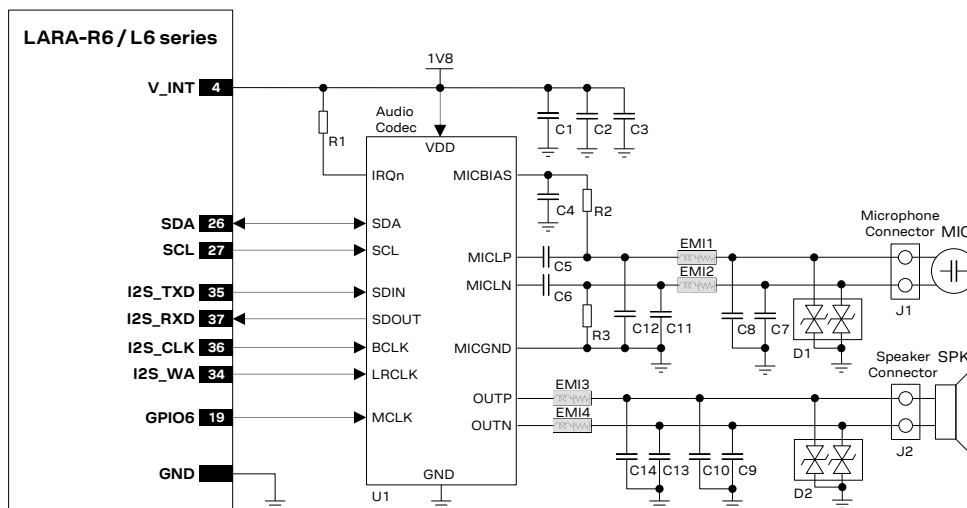 LARA-R6 / L6 series
1V8
V_INT 4
Audio
Codec
R1
VDD
C1 C2 C3
IRQn
MICBIAS
C4
R2
SDA 26
SDA
SCL 27
SCL
Microphone
Connector
MIC
MICLP
C5
EMI1
EMI2
MICLN
C6
I2S_TXD 35
SDIN
I2S_RXD 37
SDOUT
R3
C12 C11
C8 C7
J1
D1
I2S_CLK 36
BCLK
MICGND
I2S_WA 34
LRCLK
Speaker
Connector
SPK
GPIO6 19
MCLK
OUTP
EMI3
EMI4
OUTN
J2
C14 C13
C10 C9
D2
GND
GND
U1